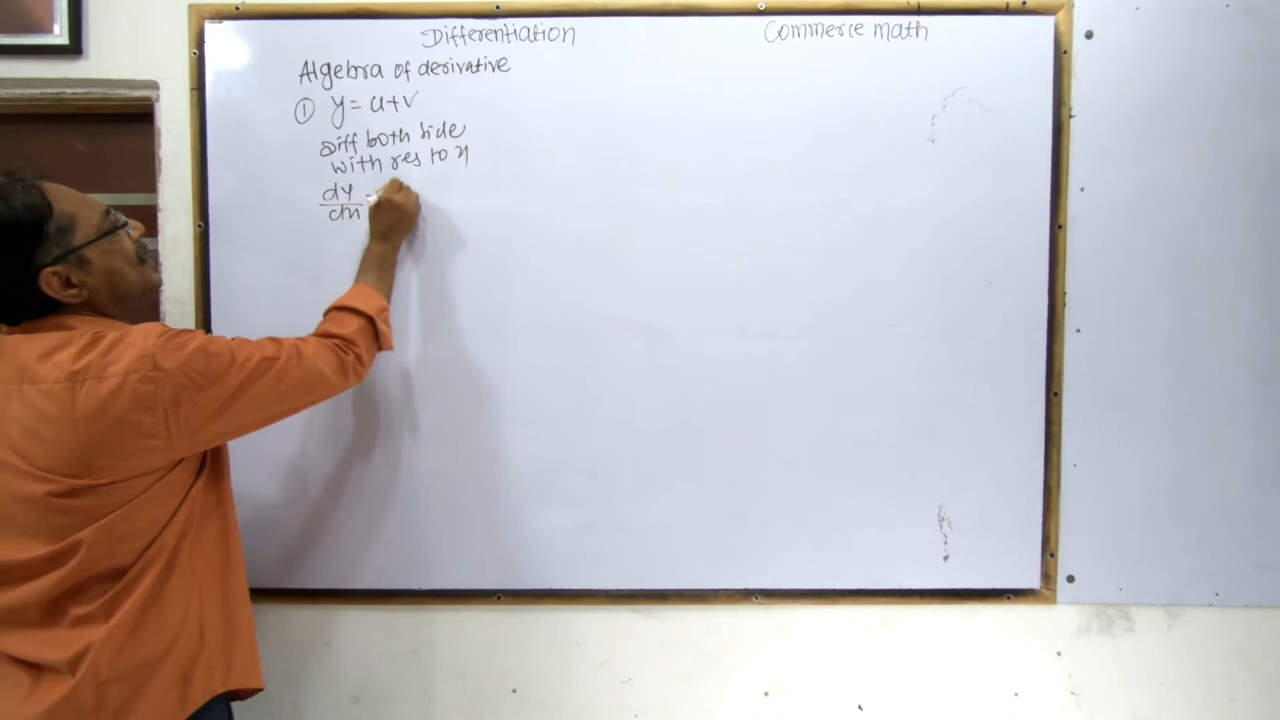 Differentiation
Commerce math
Algebra of derivative
① y = u+v
Diff both side
with res to x
dy/dx =